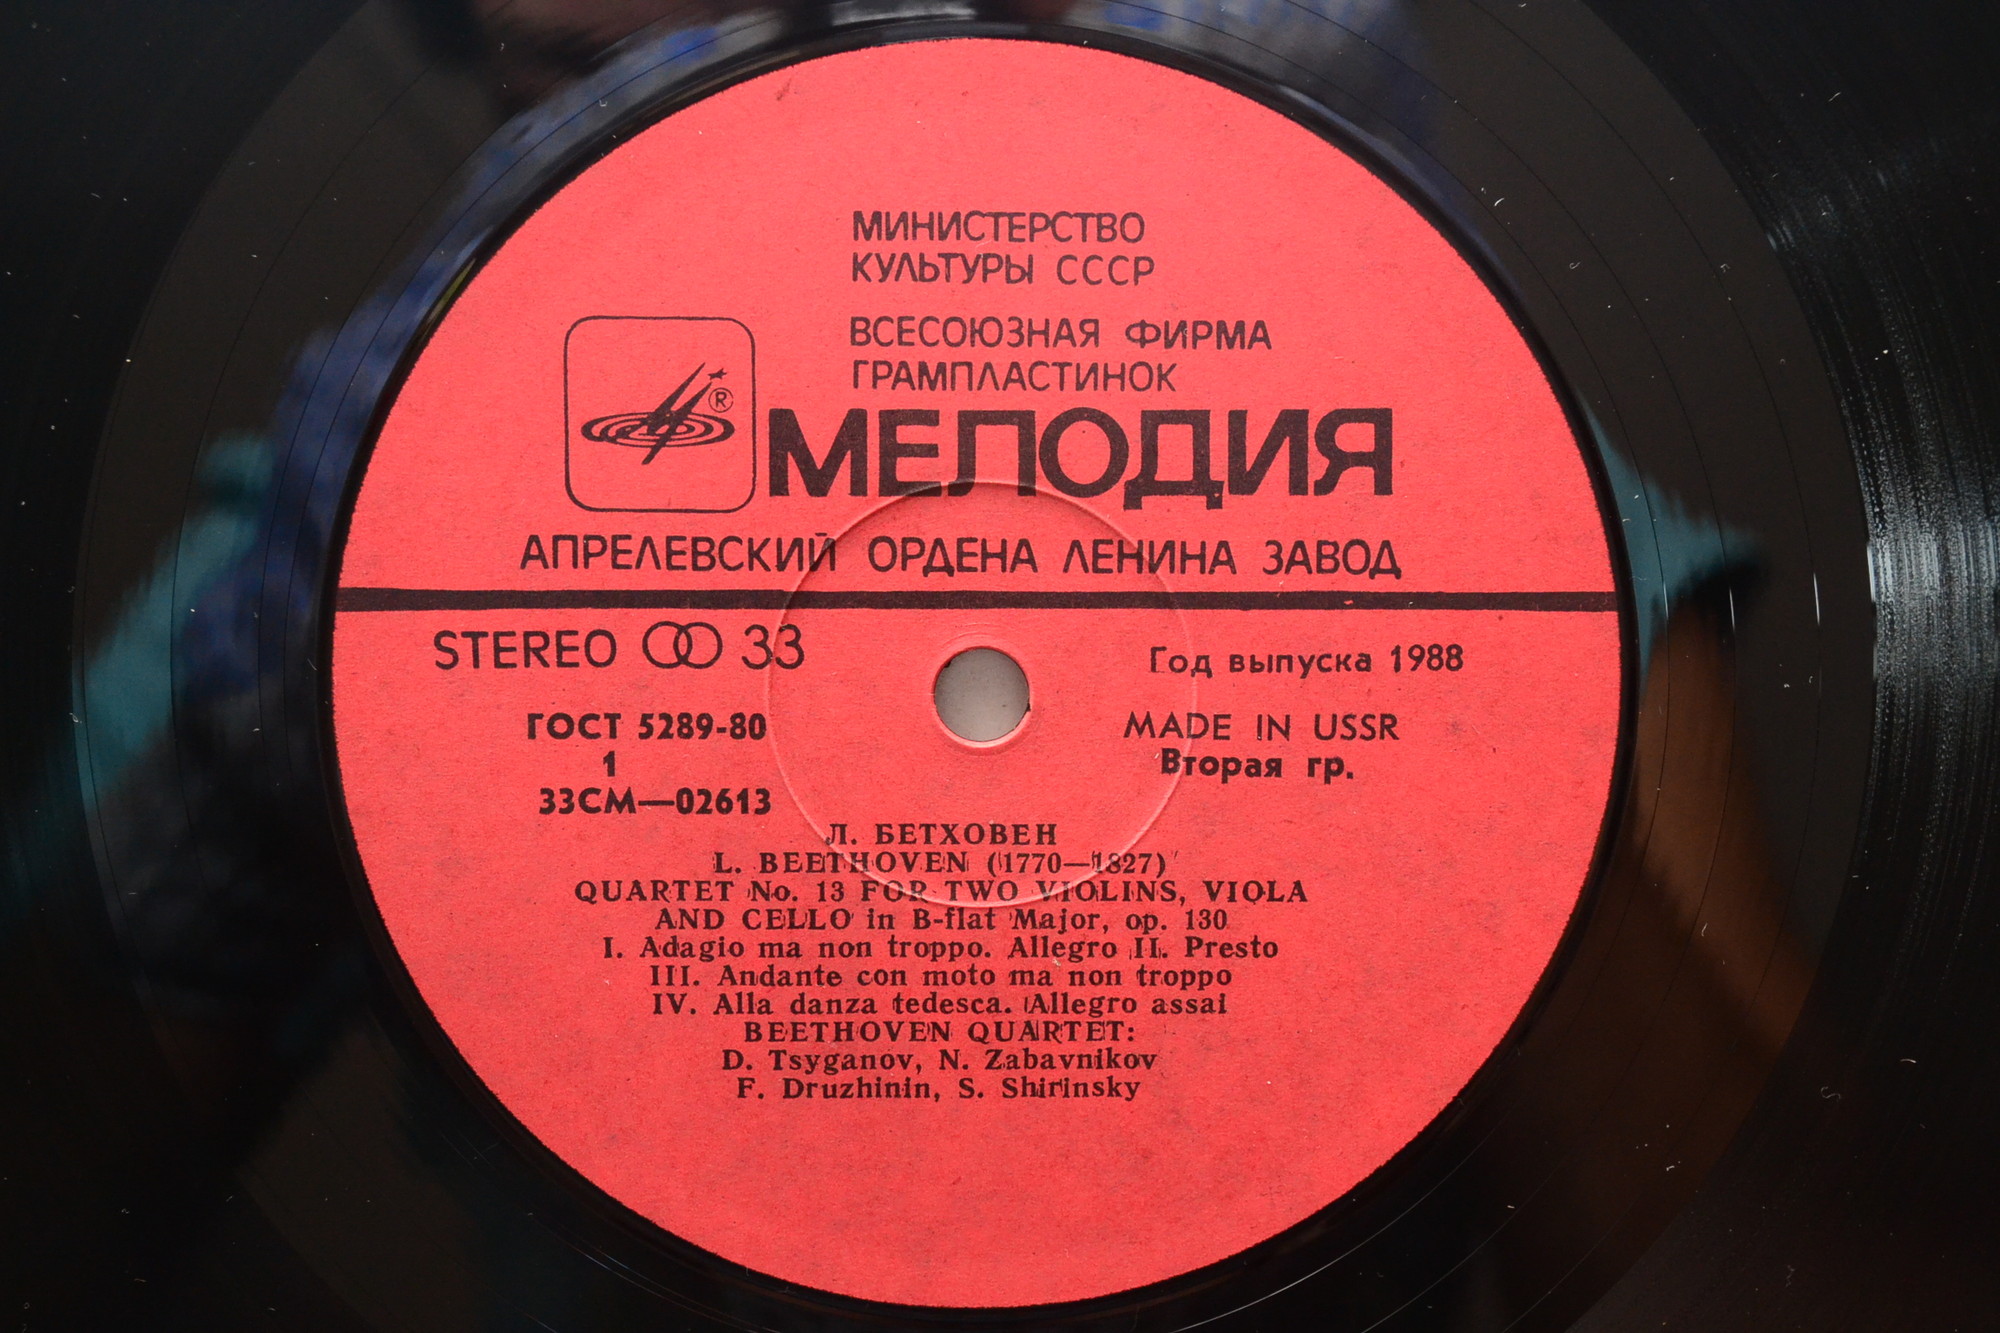 МИНИСТЕРСТВО
КУЛЬТУРЫ СССР
ВСЕСОЮЗНАЯ ФИРМА
ГРАМПЛАСТИНОК
®
МЕЛОДИЯ
АПРЕЛЕВСКИЙ ОРДЕНА ЛЕНИНА ЗАВОД
STEREO 33
Год выпуска 1988
ГОСТ 5289-80
MADE IN USSR
1
Вторая гр.
33СМ—02613
Л. БЕТХОВЕН
L. BEETHOVEN (1770—1827)
QUARTET No. 13 FOR TWO VIOLINS, VIOLA
AND CELLO in B-flat Major, op. 130
I. Adagio ma non troppo. Allegro II. Presto
III. Andante con moto ma non troppo
IV. Alla danza tedesca. Allegro assai
BEETHOVEN QUARTET:
D. Tsyganov, N. Zabavnikov
F. Druzhinin, S. Shirinsky